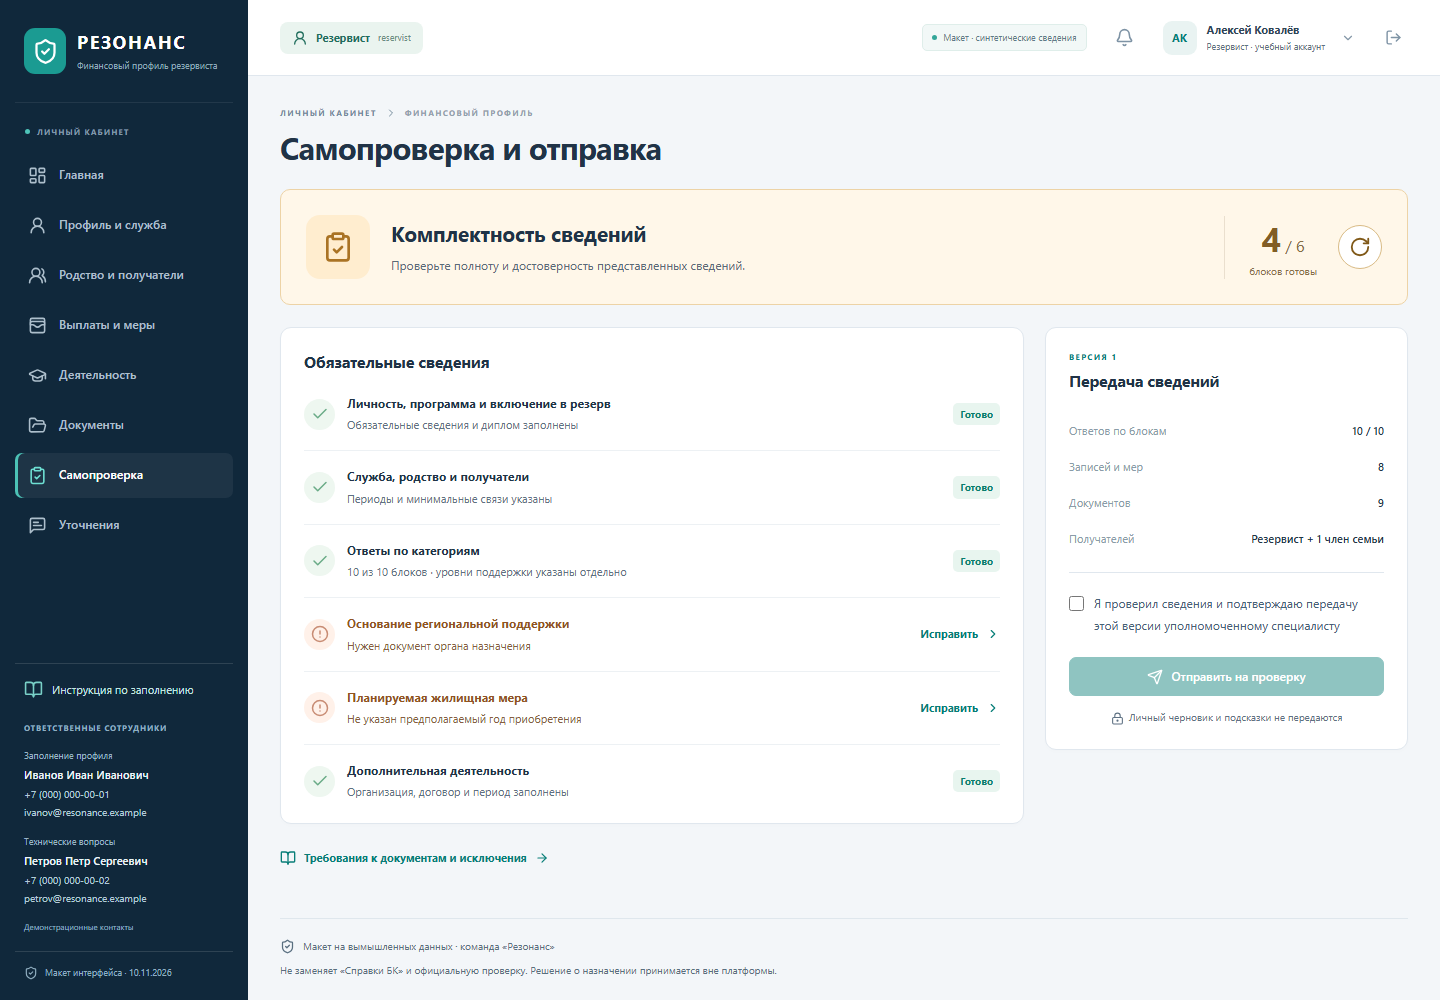 РЕЗОНАНС
Финансовый профиль резервиста
ЛИЧНЫЙ КАБИНЕТ
Главная
Профиль и служба
Родство и получатели
Выплаты и меры
Деятельность
Документы
Самопроверка
Уточнения
Инструкция по заполнению
ОТВЕТСТВЕННЫЕ СОТРУДНИКИ
Заполнение профиля
Иванов Иван Иванович
+7 (000) 000-00-01
ivanov@resonance.example
Технические вопросы
Петров Петр Сергеевич
+7 (000) 000-00-02
petrov@resonance.example
Демонстрационные контакты
Макет интерфейса · 10.11.2026
Резервист reservist
Макет · синтетические сведения
АК
Алексей Ковалёв
Резервист · учебный аккаунт
ЛИЧНЫЙ КАБИНЕТ
ФИНАНСОВЫЙ ПРОФИЛЬ
Самопроверка и отправка
Комплектность сведений
Проверьте полноту и достоверность представленных сведений.
4 / 6
блоков готовы
Обязательные сведения
Личность, программа и включение в резерв
Обязательные сведения и диплом заполнены
Готово
Служба, родство и получатели
Периоды и минимальные связи указаны
Готово
Ответы по категориям
10 из 10 блоков · уровни поддержки указаны отдельно
Готово
Основание региональной поддержки
Нужен документ органа назначения
Исправить
Планируемая жилищная мера
Не указан предполагаемый год приобретения
Исправить
Дополнительная деятельность
Организация, договор и период заполнены
Готово
ВЕРСИЯ 1
Передача сведений
Ответов по блокам 10 / 10
Записей и мер 8
Документов 9
Получателей Резервист + 1 член семьи
Я проверил сведения и подтверждаю передачу
этой версии уполномоченному специалисту
Отправить на проверку
Личный черновик и подсказки не передаются
Требования к документам и исключения
Макет на вымышленных данных · команда «Резонанс»
Не заменяет «Справки БК» и официальную проверку. Решение о назначении принимается вне платформы.